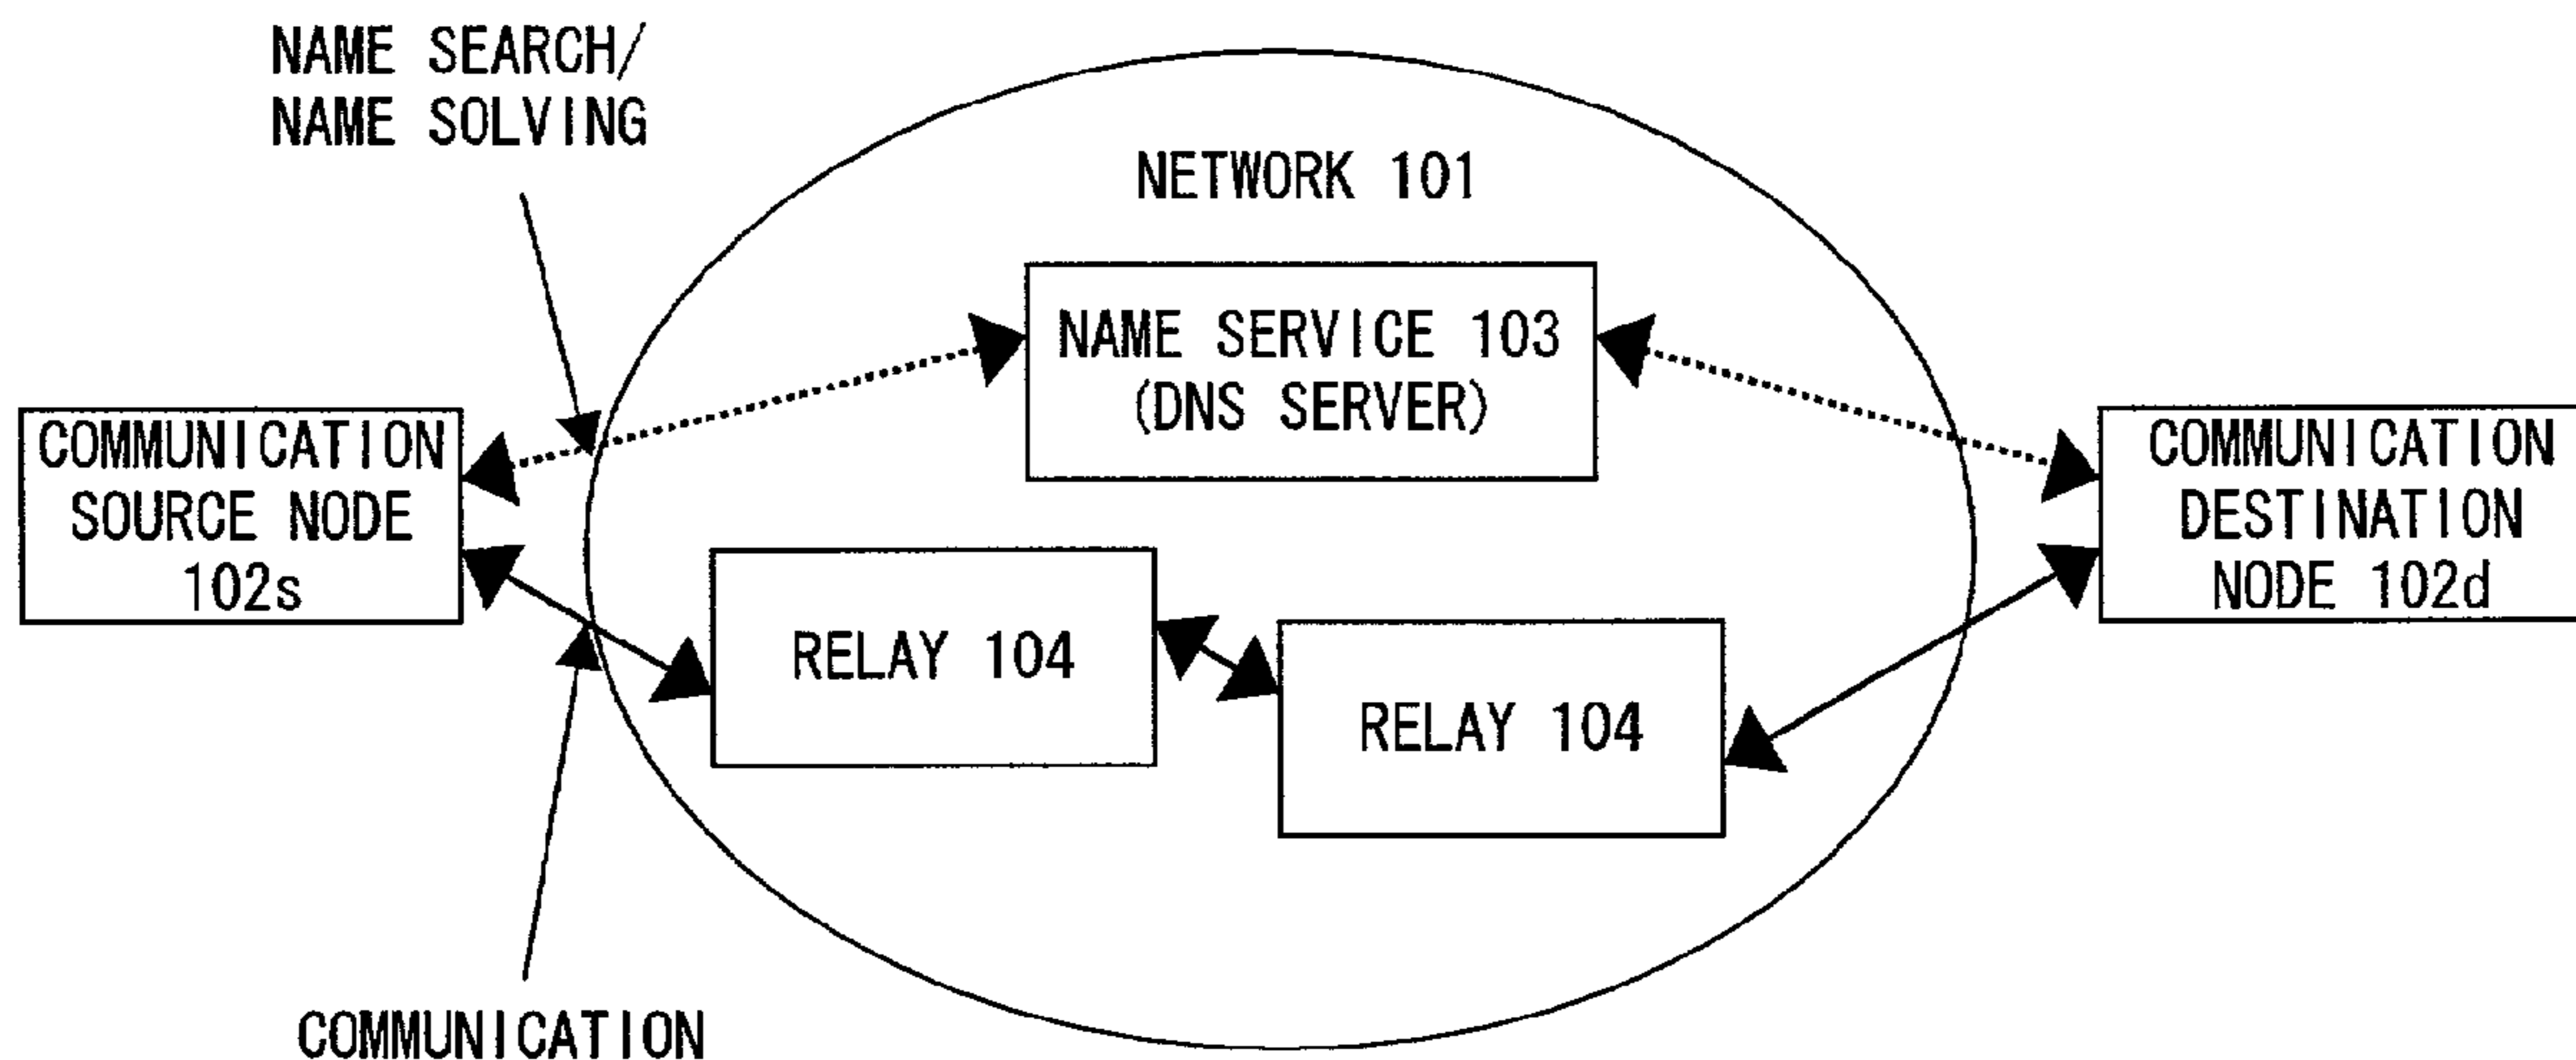 NAME SEARCH/
NAME SOLVING
NETWORK 101
NAME SERVICE 103
(DNS SERVER)
COMMUNICATION
SOURCE NODE
102s
COMMUNICATION
DESTINATION
NODE 102d
RELAY 104
RELAY 104
COMMUNICATION